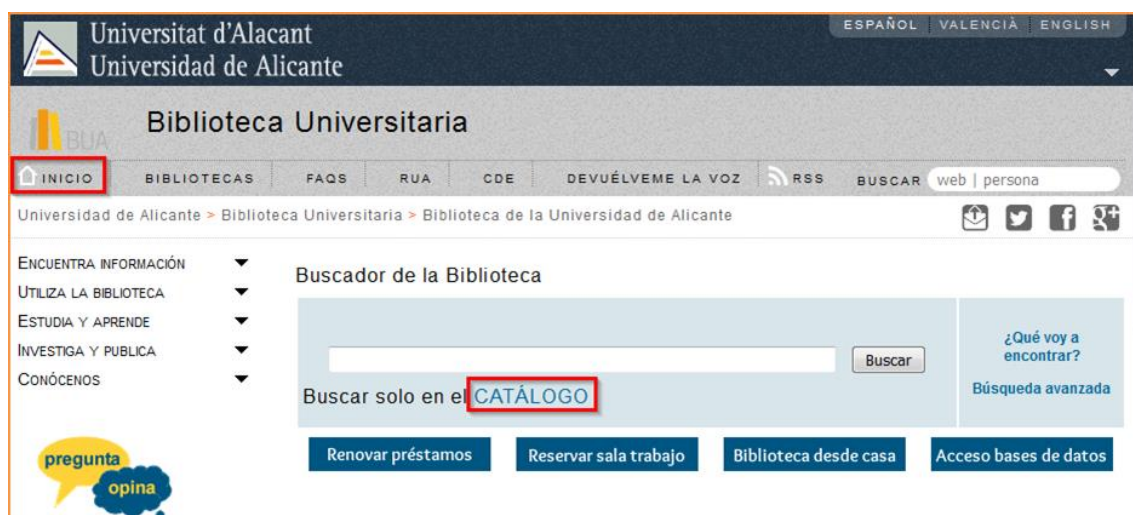 Universitat d'Alacant
Universidad de Alicante
ESPAÑOL VALENCIÀ ENGLISH
BUA
Biblioteca Universitaria
INICIO BIBLIOTECAS FAQS RUA CDE DEVUÉLVEME LA VOZ RSS BUSCAR web | persona
Universidad de Alicante > Biblioteca Universitaria > Biblioteca de la Universidad de Alicante
ENCUENTRA INFORMACIÓN
UTILIZA LA BIBLIOTECA
ESTUDIA Y APRENDE
INVESTIGA Y PUBLICA
CONÓCENOS
pregunta
opina
Buscador de la Biblioteca
Buscar
Buscar solo en el CATÁLOGO
¿Qué voy a
encontrar?
Búsqueda avanzada
Renovar préstamos Reservar sala trabajo Biblioteca desde casa Acceso bases de datos